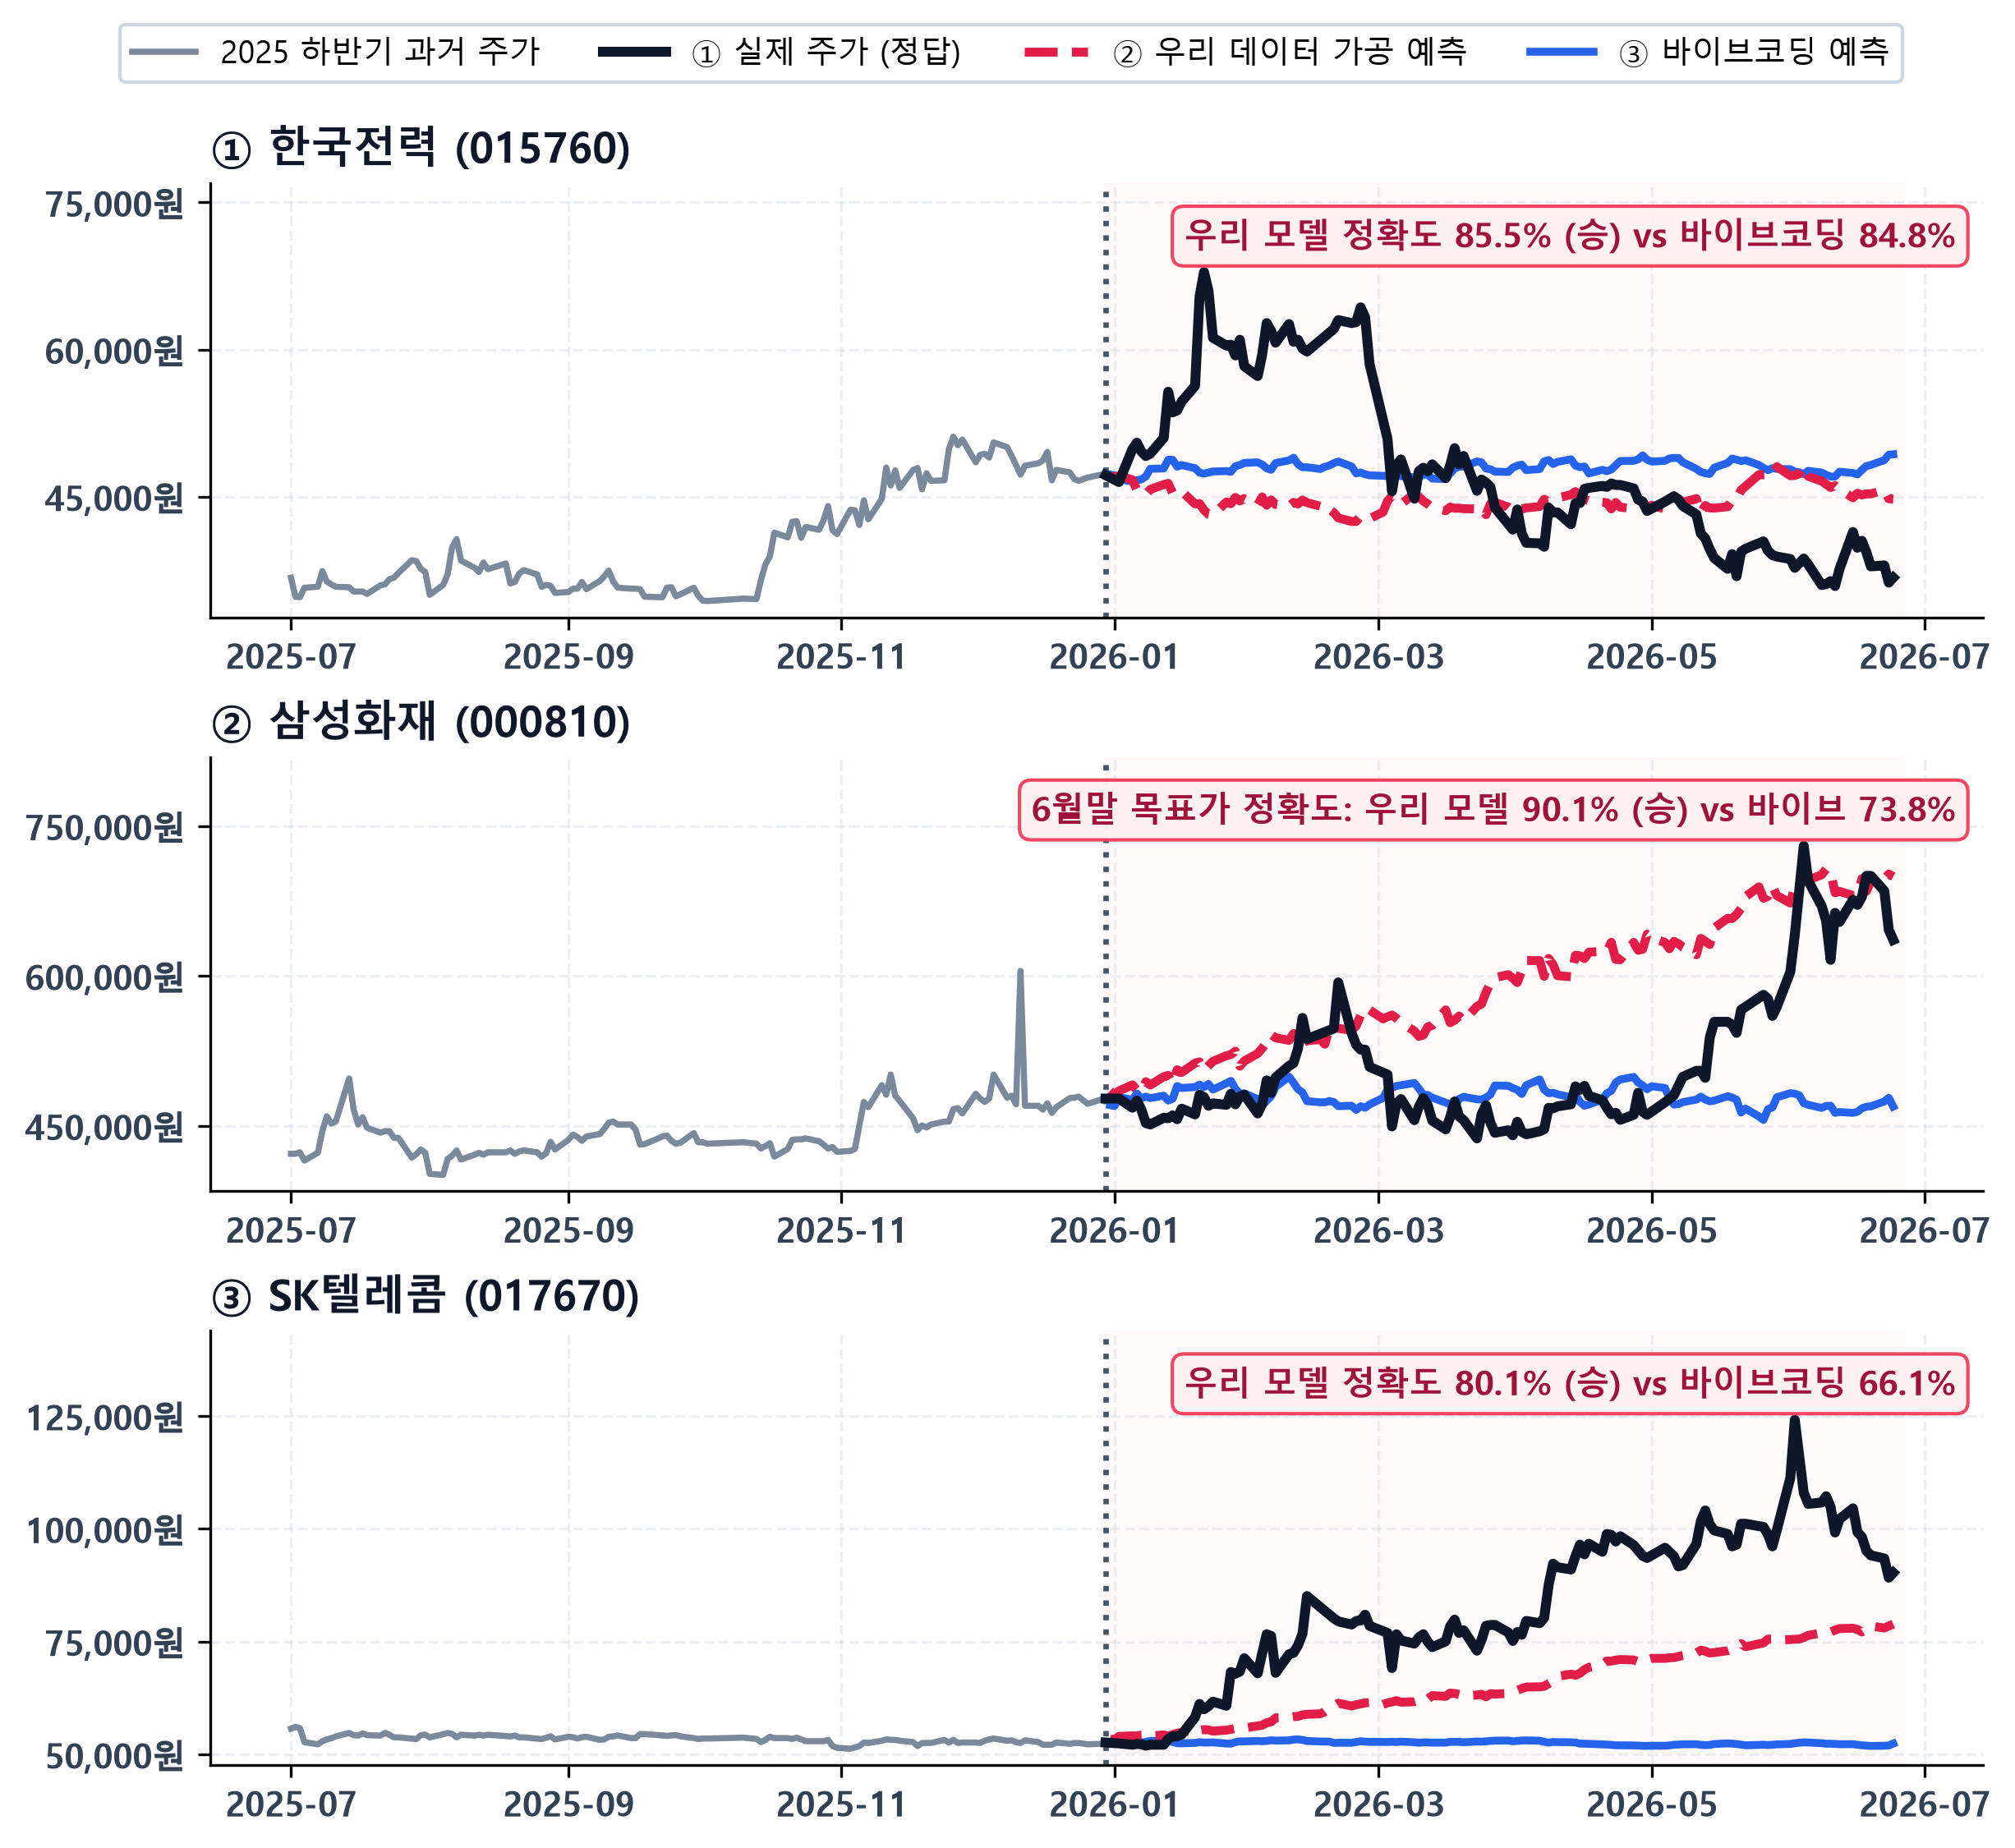 2025 하반기 과거 주가 ① 실제 주가 (정답) ② 우리 데이터 가공 예측 ③ 바이브코딩 예측
① 한국전력 (015760)
75,000원
60,000원
45,000원
우리 모델 정확도 85.5% (승) vs 바이브코딩 84.8%
2025-07 2025-09 2025-11 2026-01 2026-03 2026-05 2026-07
② 삼성화재 (000810)
750,000원
600,000원
450,000원
6월말 목표가 정확도: 우리 모델 90.1% (승) vs 바이브 73.8%
2025-07 2025-09 2025-11 2026-01 2026-03 2026-05 2026-07
③ SK텔레콤 (017670)
125,000원
100,000원
75,000원
50,000원
우리 모델 정확도 80.1% (승) vs 바이브코딩 66.1%
2025-07 2025-09 2025-11 2026-01 2026-03 2026-05 2026-07